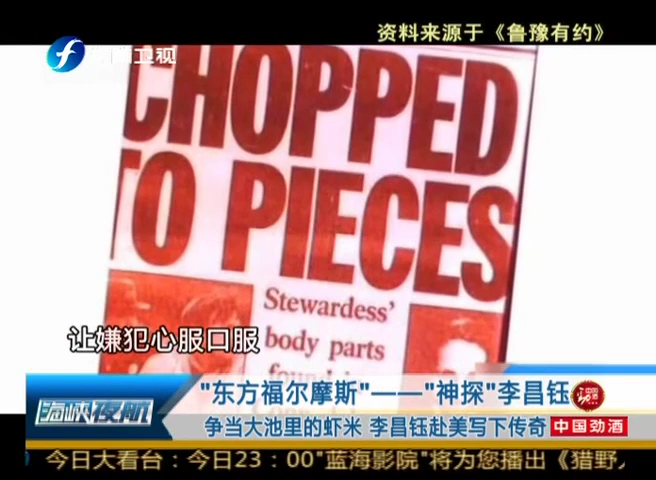 资料来源于《鲁豫有约》
卫视
CHOPPED
TO PIECES
Stewardess'
body parts
让嫌犯心服口服
"东方福尔摩斯"——"神探"李昌钰
海峡夜航
争当大池里的虾米 李昌钰赴美写下传奇
中国劲酒
今日大看台:今日23:00"蓝海影院"将为您播出《猎野人